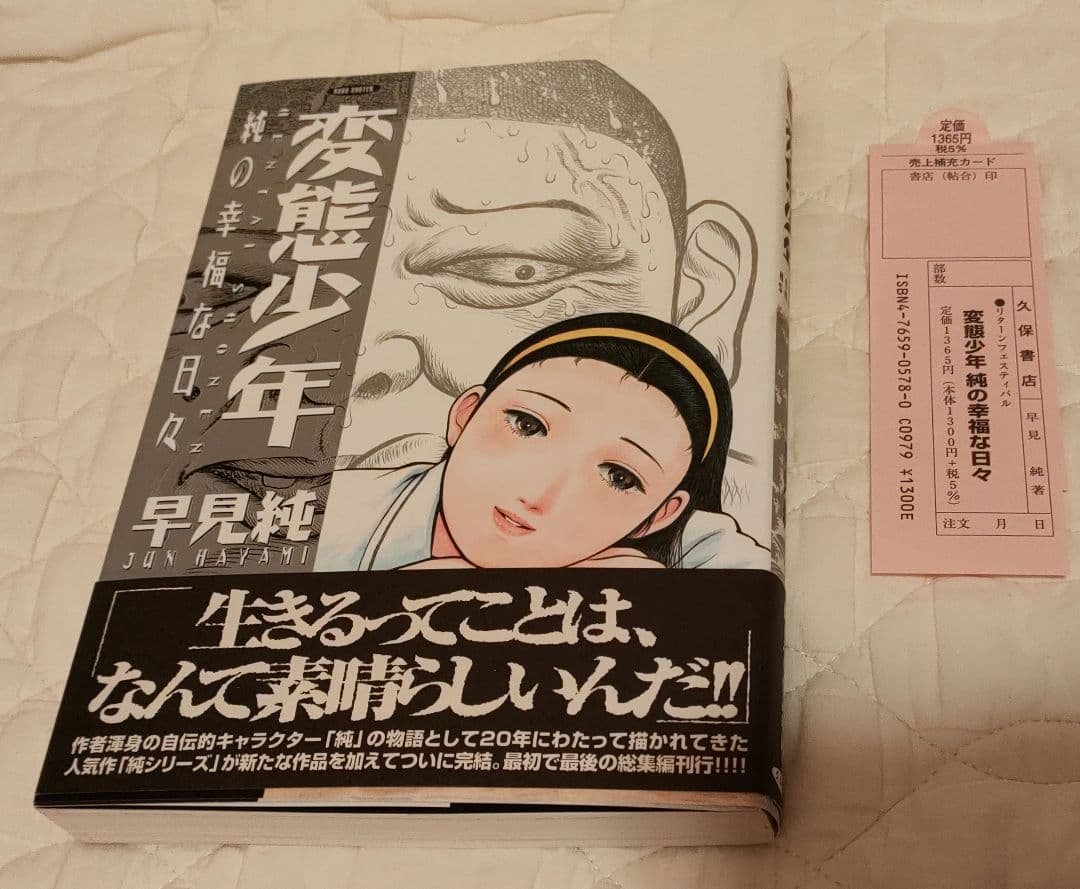 変態少年
純の幸福な日々
早見純
JUN HAYAMI
「生きるってことは、
なんて素晴らしいんだ!!」
作者渾身の自伝的キャラクター「純」の物語として20年にわたって描かれてきた
人気作「純シリーズ」が新たな作品を加えてついに完結。最初で最後の総集編刊行!!!!
定価
1365円
税5%
売上補充カード
書店(帖合)印
部数
久保書店
早見 純著
●リターンフェスティバル
変態少年 純の幸福な日々
定価1365円(本体1300円+税5%)
注文 月 日
ISBN4-7659-0578-0 C0979 ¥1300E